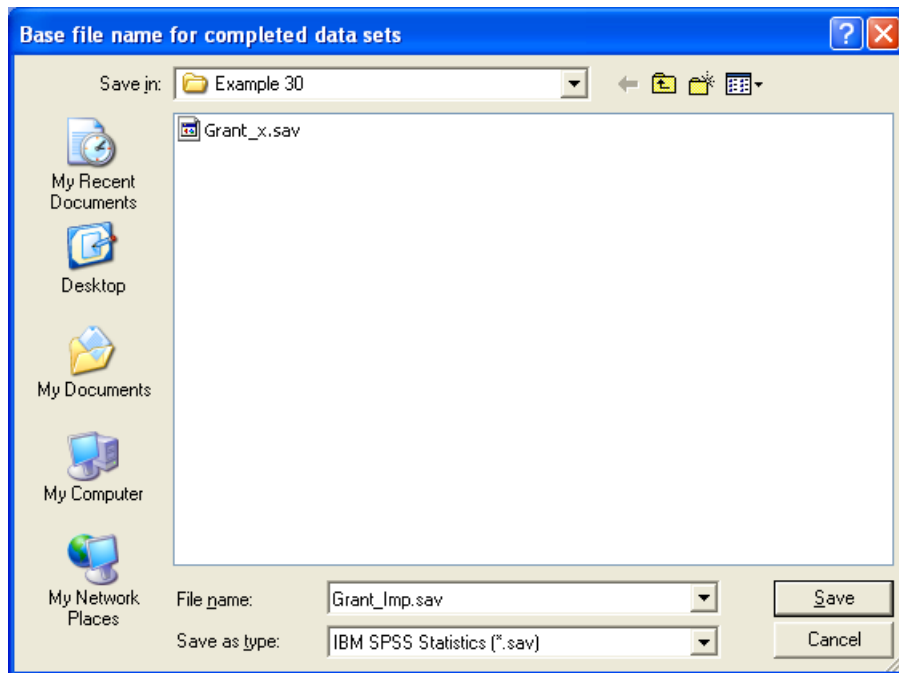 Base file name for completed data sets
Save in: Example 30
Grant_x.sav
My Recent
Documents
Desktop
My Documents
My Computer
My Network
Places
File name: Grant_Imp.sav Save
Save as type: IBM SPSS Statistics (*.sav) Cancel